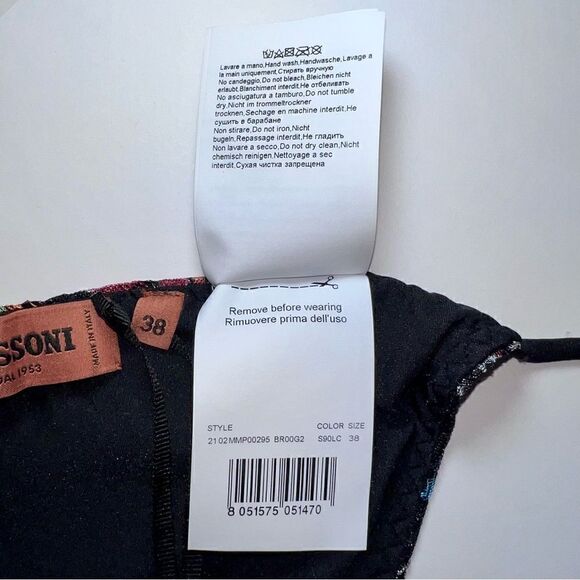 Lavare a mano,Hand wash,Handwasche,Lavage a
la main uniquement,Стирать вручную
No candeggio,Do not bleach,Bleichen nicht
erlaubt,Blanchiment interdit,Не отбеливать
No asciugatura a tamburo,Do not tumble
dry,Nicht im trommeltrockner
trocknen,Sechage en machine interdit,Не
сушить в барабане
Non stirare,Do not iron,Nicht
bugeln,Repassage interdit,Не гладить
Non lavare a secco,Do not dry clean,Nicht
chemisch reinigen,Nettoyage a sec
interdit,Сухая чистка запрещена
Remove before wearing
Rimuovere prima dell'uso
SSONI
DAL 1953
MADE IN ITALY
38
STYLE COLOR SIZE
21 02 MMP00295 BR00G2 S90LC 38
8 051575 051470